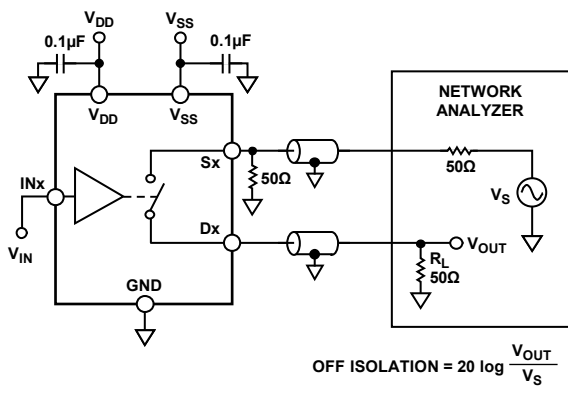 VDD
VSS
0.1µF
0.1µF
VDD
VSS
NETWORK
ANALYZER
Sx
50Ω
50Ω
VS
INx
VIN
Dx
VOUT
RL
50Ω
GND
OFF ISOLATION = 20 log VOUT
VS